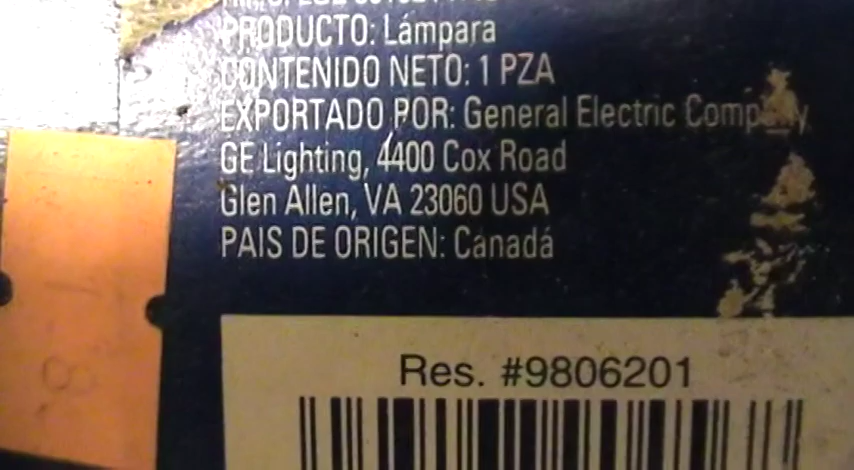 PRODUCTO: Lámpara
CONTENIDO NETO: 1 PZA
EXPORTADO POR: General Electric Company
GE Lighting, 4400 Cox Road
Glen Allen, VA 23060 USA
PAIS DE ORIGEN: Canadá
Res. #9806201